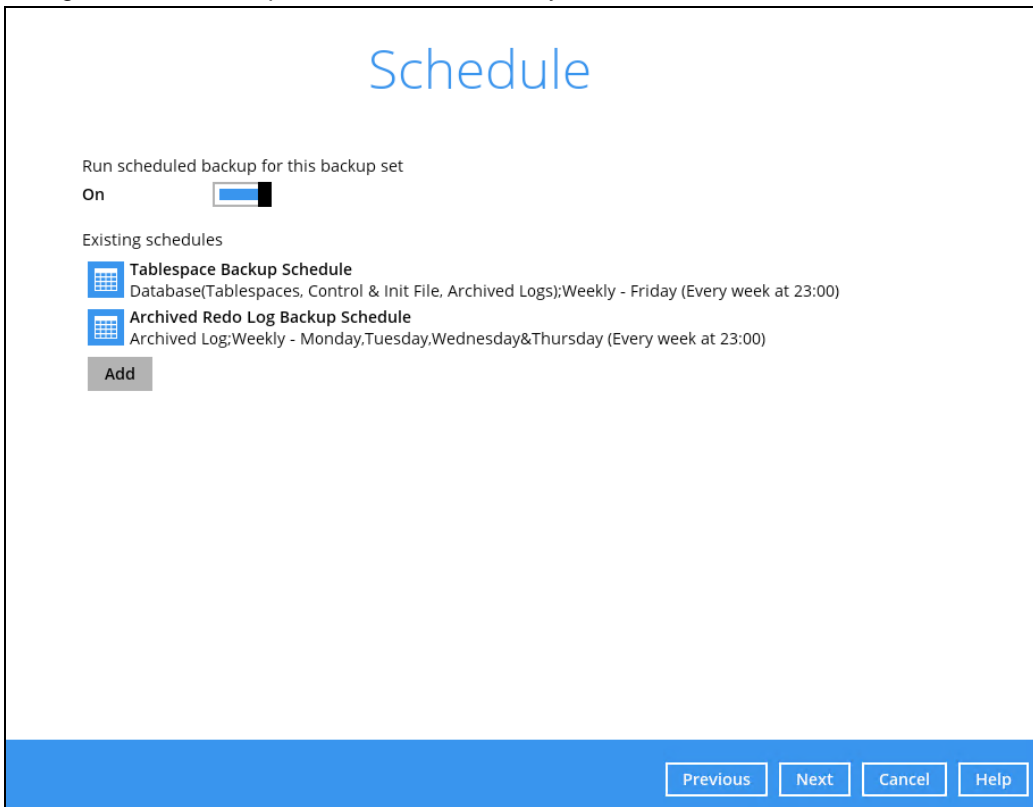 Schedule
Run scheduled backup for this backup set
On
Existing schedules
Tablespace Backup Schedule
Database(Tablespaces, Control & Init File, Archived Logs);Weekly - Friday (Every week at 23:00)
Archived Redo Log Backup Schedule
Archived Log;Weekly - Monday,Tuesday,Wednesday&Thursday (Every week at 23:00)
Add
Previous Next Cancel Help